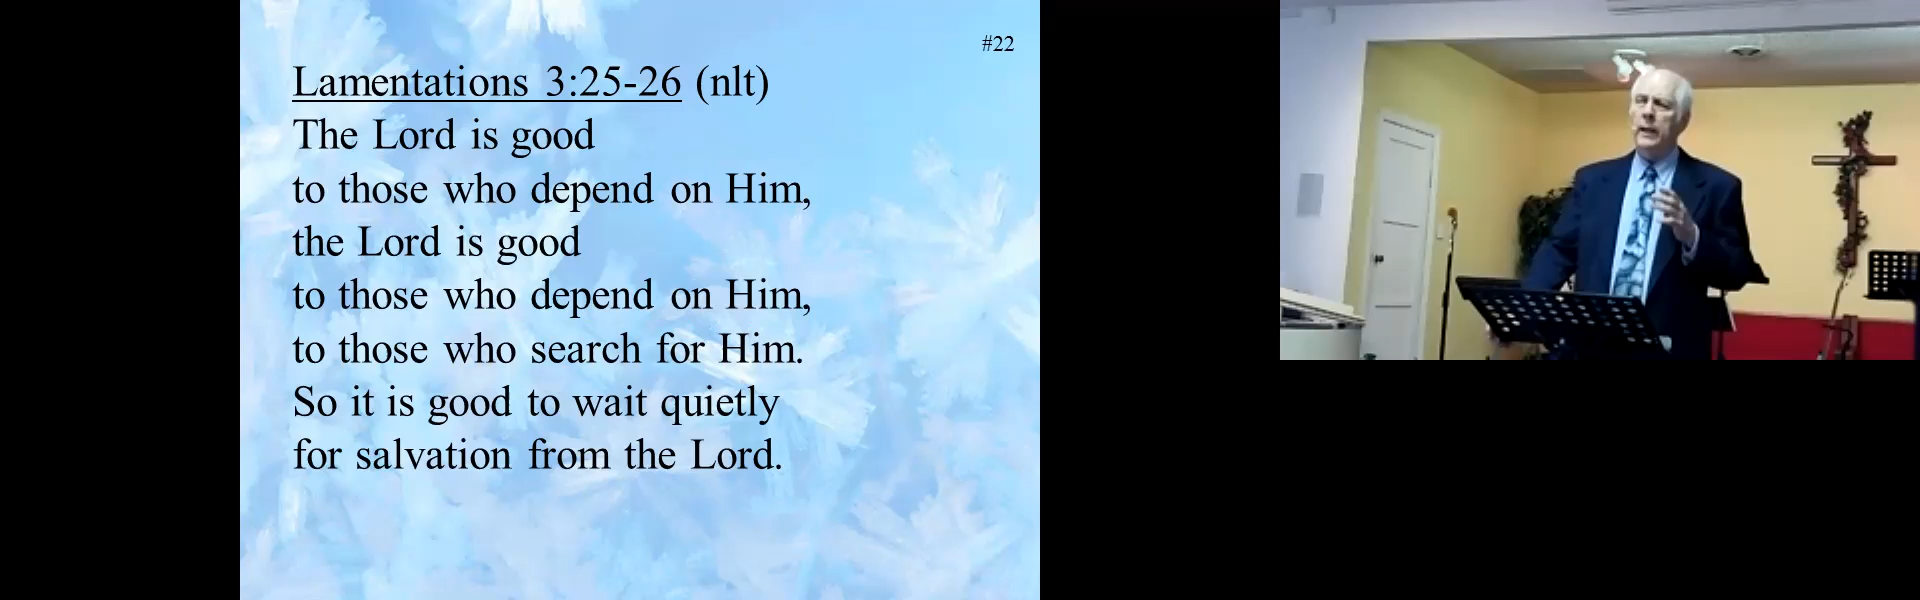 #22
Lamentations 3:25-26 (nlt)
The Lord is good
to those who depend on Him,
the Lord is good
to those who depend on Him,
to those who search for Him.
So it is good to wait quietly
for salvation from the Lord.